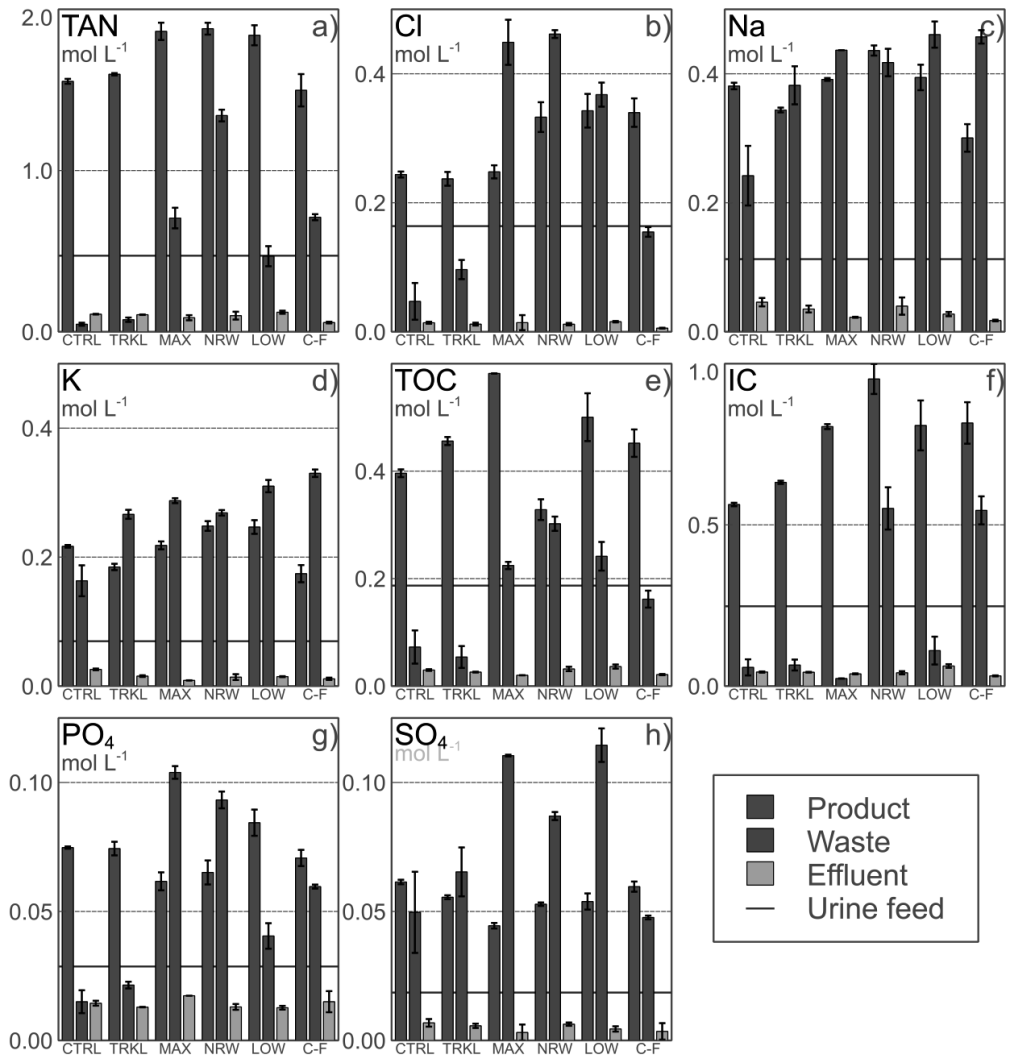 TAN a)
mol L⁻¹
2.0
1.0
0.0
CTRL TRKL MAX NRW LOW C-F
Cl b)
mol L⁻¹
0.4
0.2
0.0
CTRL TRKL MAX NRW LOW C-F
Na c)
mol L⁻¹
0.4
0.2
0.0
CTRL TRKL MAX NRW LOW C-F
K d)
mol L⁻¹
0.4
0.2
0.0
CTRL TRKL MAX NRW LOW C-F
TOC e)
mol L⁻¹
0.4
0.2
0.0
CTRL TRKL MAX NRW LOW C-F
IC f)
mol L⁻¹
1.0
0.5
0.0
CTRL TRKL MAX NRW LOW C-F
PO₄ g)
mol L⁻¹
0.10
0.05
0.00
CTRL TRKL MAX NRW LOW C-F
SO₄ h)
mol L⁻¹
0.10
0.05
0.00
CTRL TRKL MAX NRW LOW C-F
Product
Waste
Effluent
Urine feed